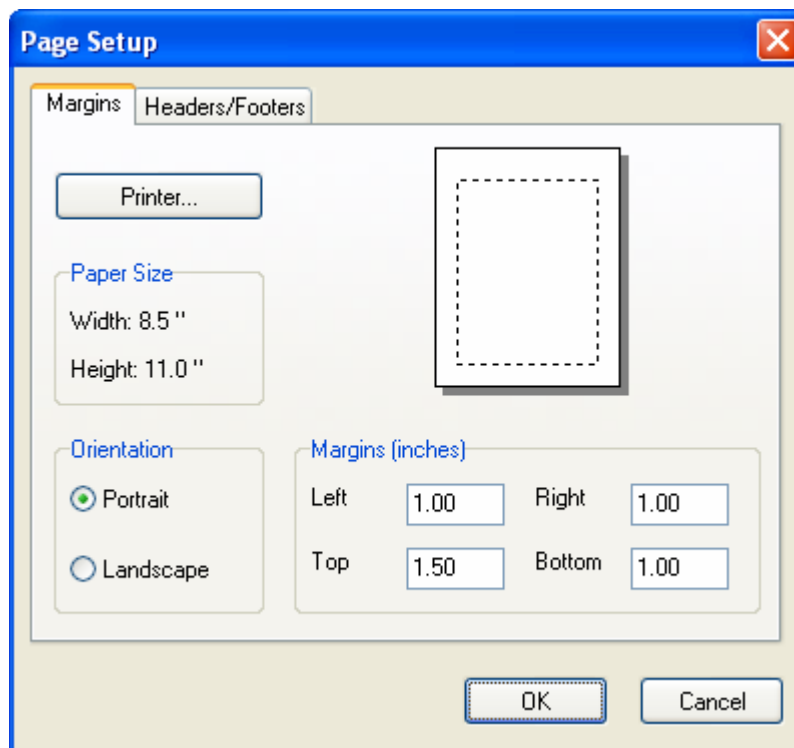 Page Setup
Margins Headers/Footers
Printer...
Paper Size
Width: 8.5 "
Height: 11.0 "
Orientation
Portrait
Landscape
Margins (inches)
Left 1.00 Right 1.00
Top 1.50 Bottom 1.00
OK Cancel